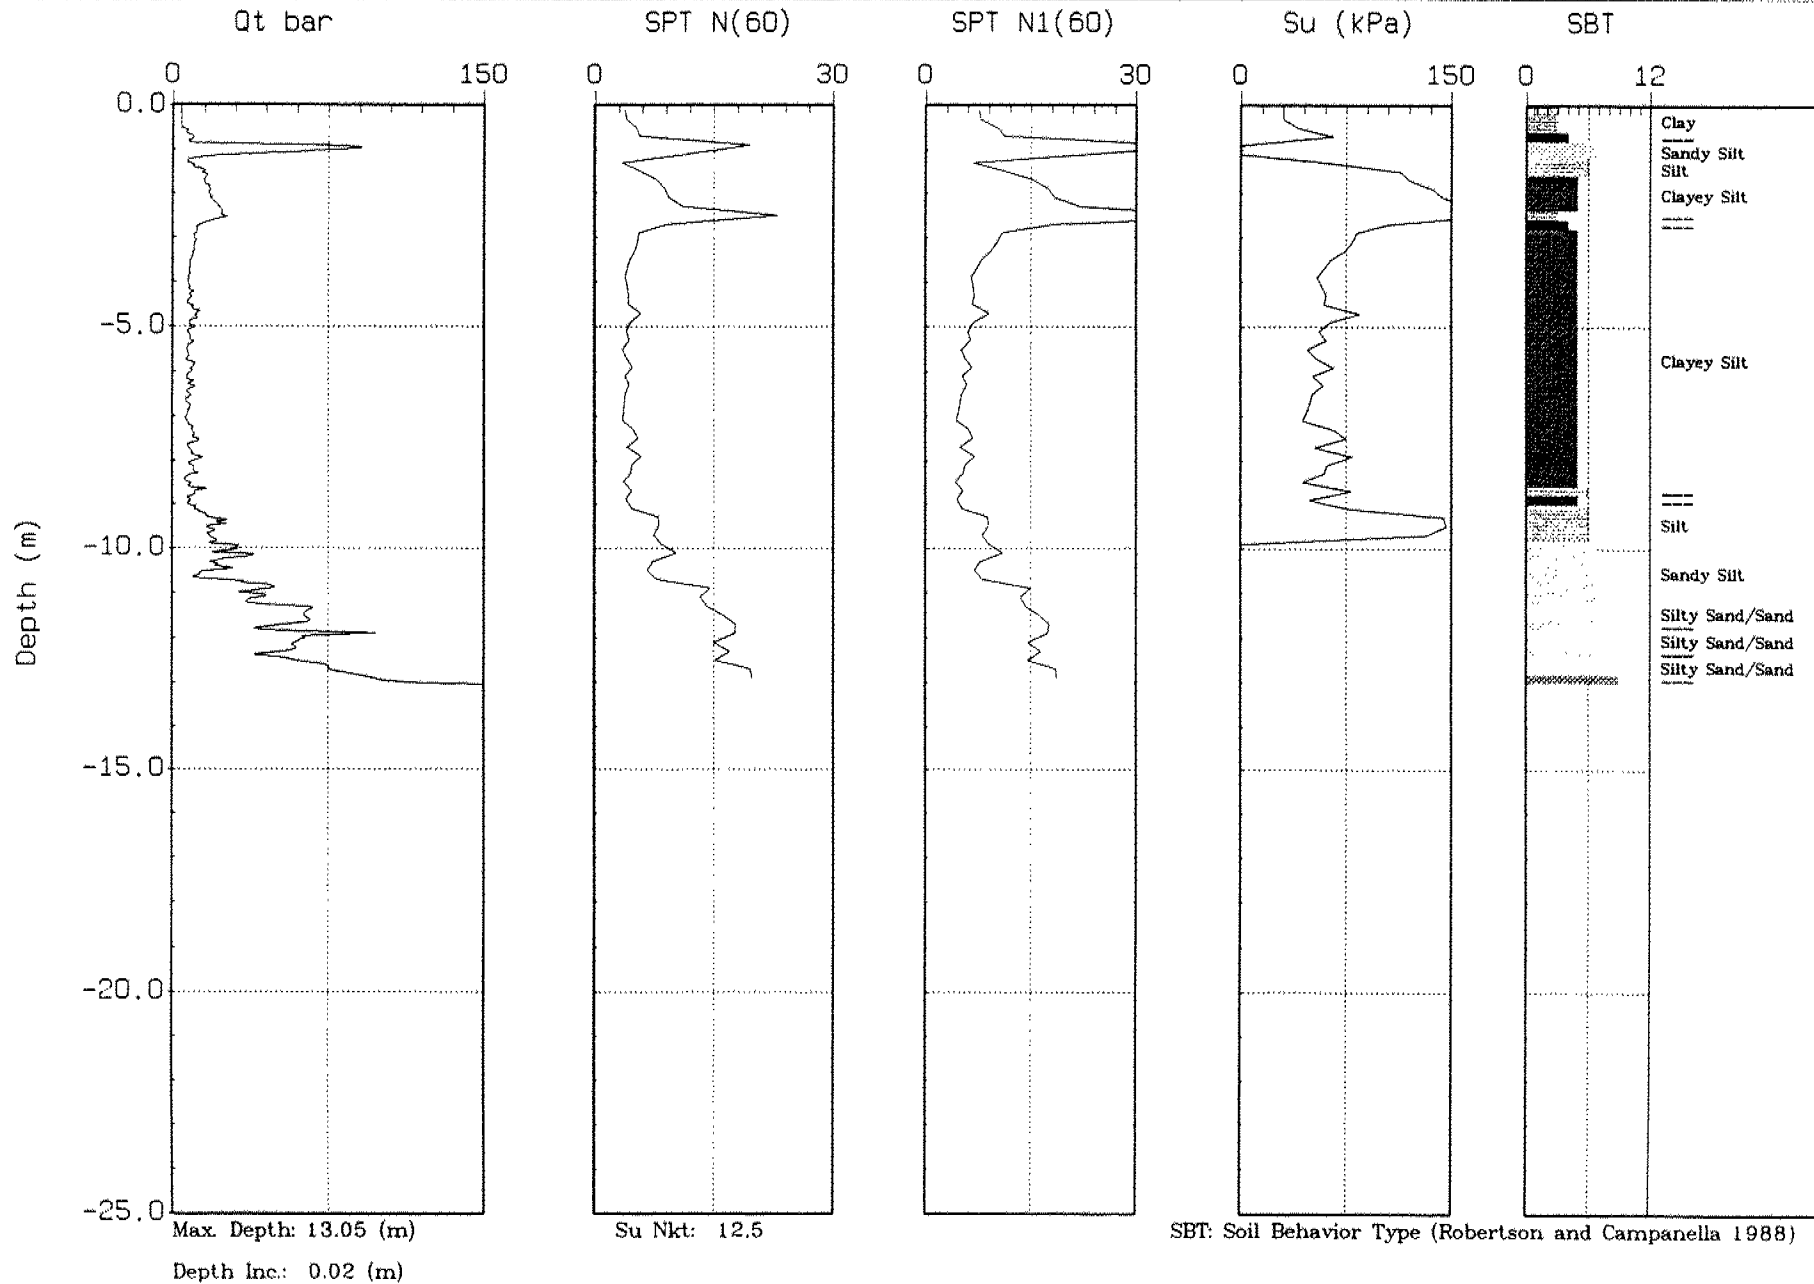 Qt bar SPT N(60) SPT N1(60) Su (kPa) SBT
0 150 0 30 0 30 0 150 0 12
0.0
Clay
Sandy Silt
Silt
Clayey Silt
-5.0
Clayey Silt
Depth (m)
Silt
-10.0
Sandy Silt
Silty Sand/Sand
Silty Sand/Sand
Silty Sand/Sand
-15.0
-20.0
-25.0
Max. Depth: 13.05 (m) Su Nkt: 12.5 SBT: Soil Behavior Type (Robertson and Campanella 1988)
Depth Inc.: 0.02 (m)